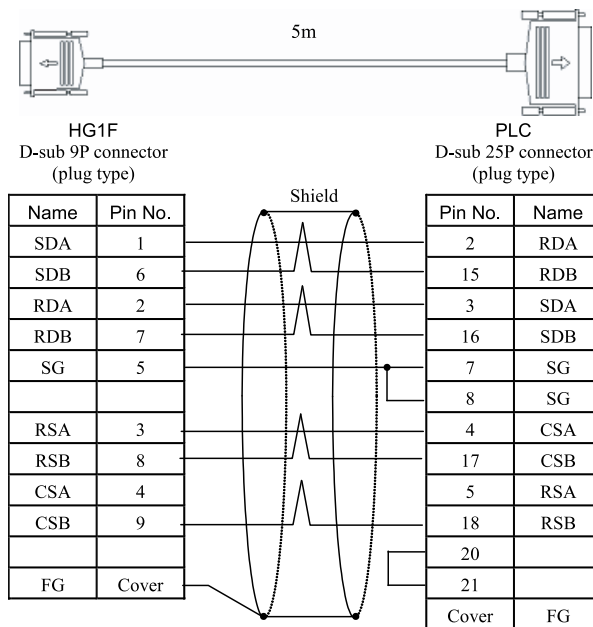 5m
HG1F
D-sub 9P connector
(plug type)
PLC
D-sub 25P connector
(plug type)
Shield
Name Pin No. Pin No. Name
SDA 1 2 RDA
SDB 6 15 RDB
RDA 2 3 SDA
RDB 7 16 SDB
SG 5 7 SG
8 SG
RSA 3 4 CSA
RSB 8 17 CSB
CSA 4 5 RSA
CSB 9 18 RSB
20
FG Cover 21
Cover FG